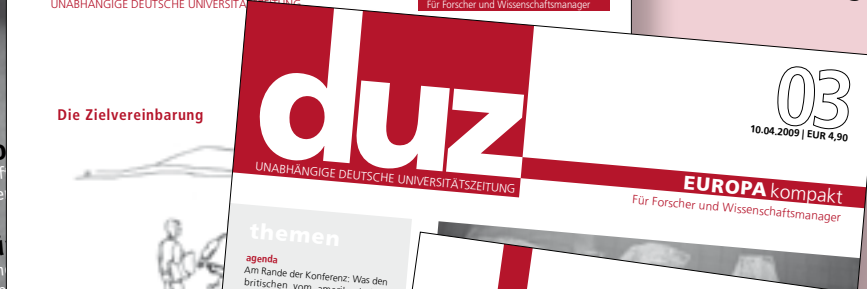 UNABHÄNGIGE DEUTSCHE UNIVERSITÄTSZEITUNG
Für Forscher und Wissenschaftsmanager
Die Zielvereinbarung
duz
UNABHÄNGIGE DEUTSCHE UNIVERSITÄTSZEITUNG
03
10.04.2009 | EUR 4,90
EUROPA kompakt
Für Forscher und Wissenschaftsmanager
themen
agenda
Am Rande der Konferenz: Was den
britischen vom